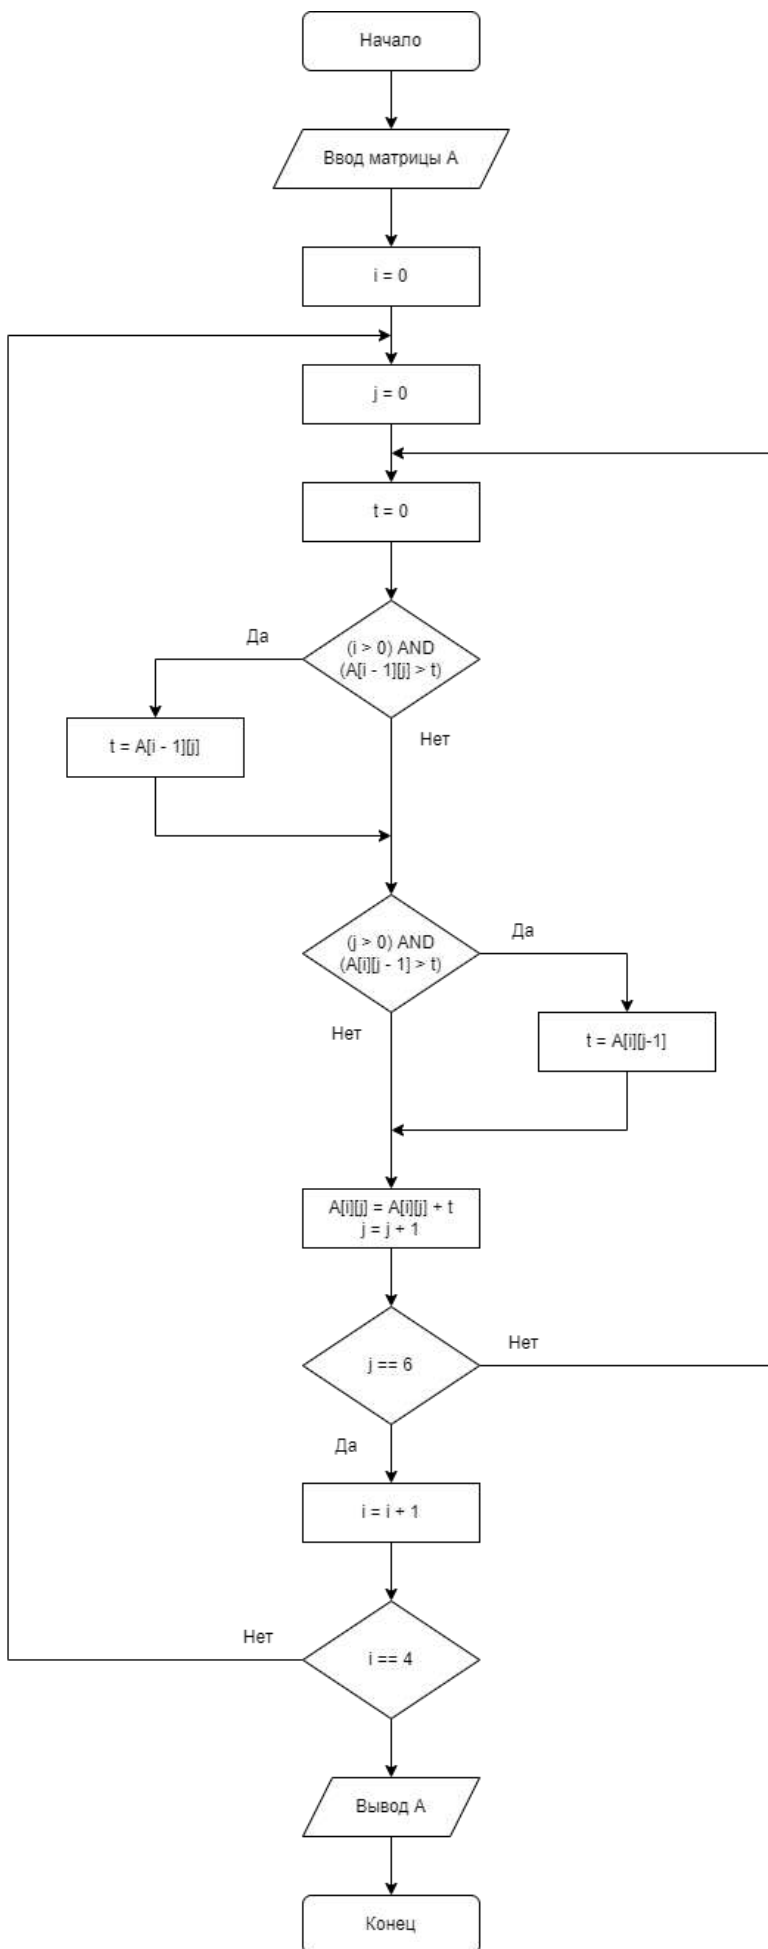 Начало
Ввод матрицы A
i = 0
j = 0
t = 0
Да
(i > 0) AND
(A[i - 1][j] > t)
Нет
t = A[i - 1][j]
(j > 0) AND
(A[i][j - 1] > t)
Да
Нет
t = A[i][j-1]
A[i][j] = A[i][j] + t
j = j + 1
j == 6
Нет
Да
i = i + 1
Нет
i == 4
Вывод A
Конец